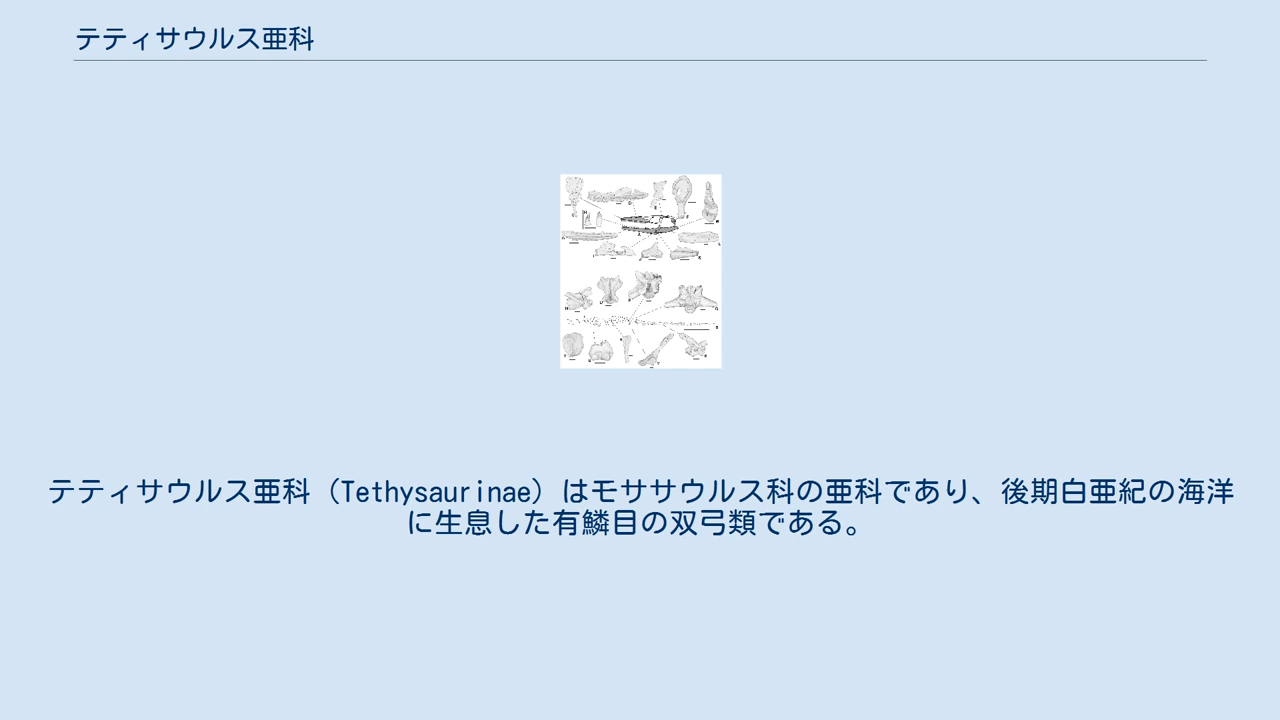 テティサウルス亜科
テティサウルス亜科（Tethysaurinae）はモササウルス科の亜科であり、後期白亜紀の海洋
に生息した有鱗目の双弓類である。